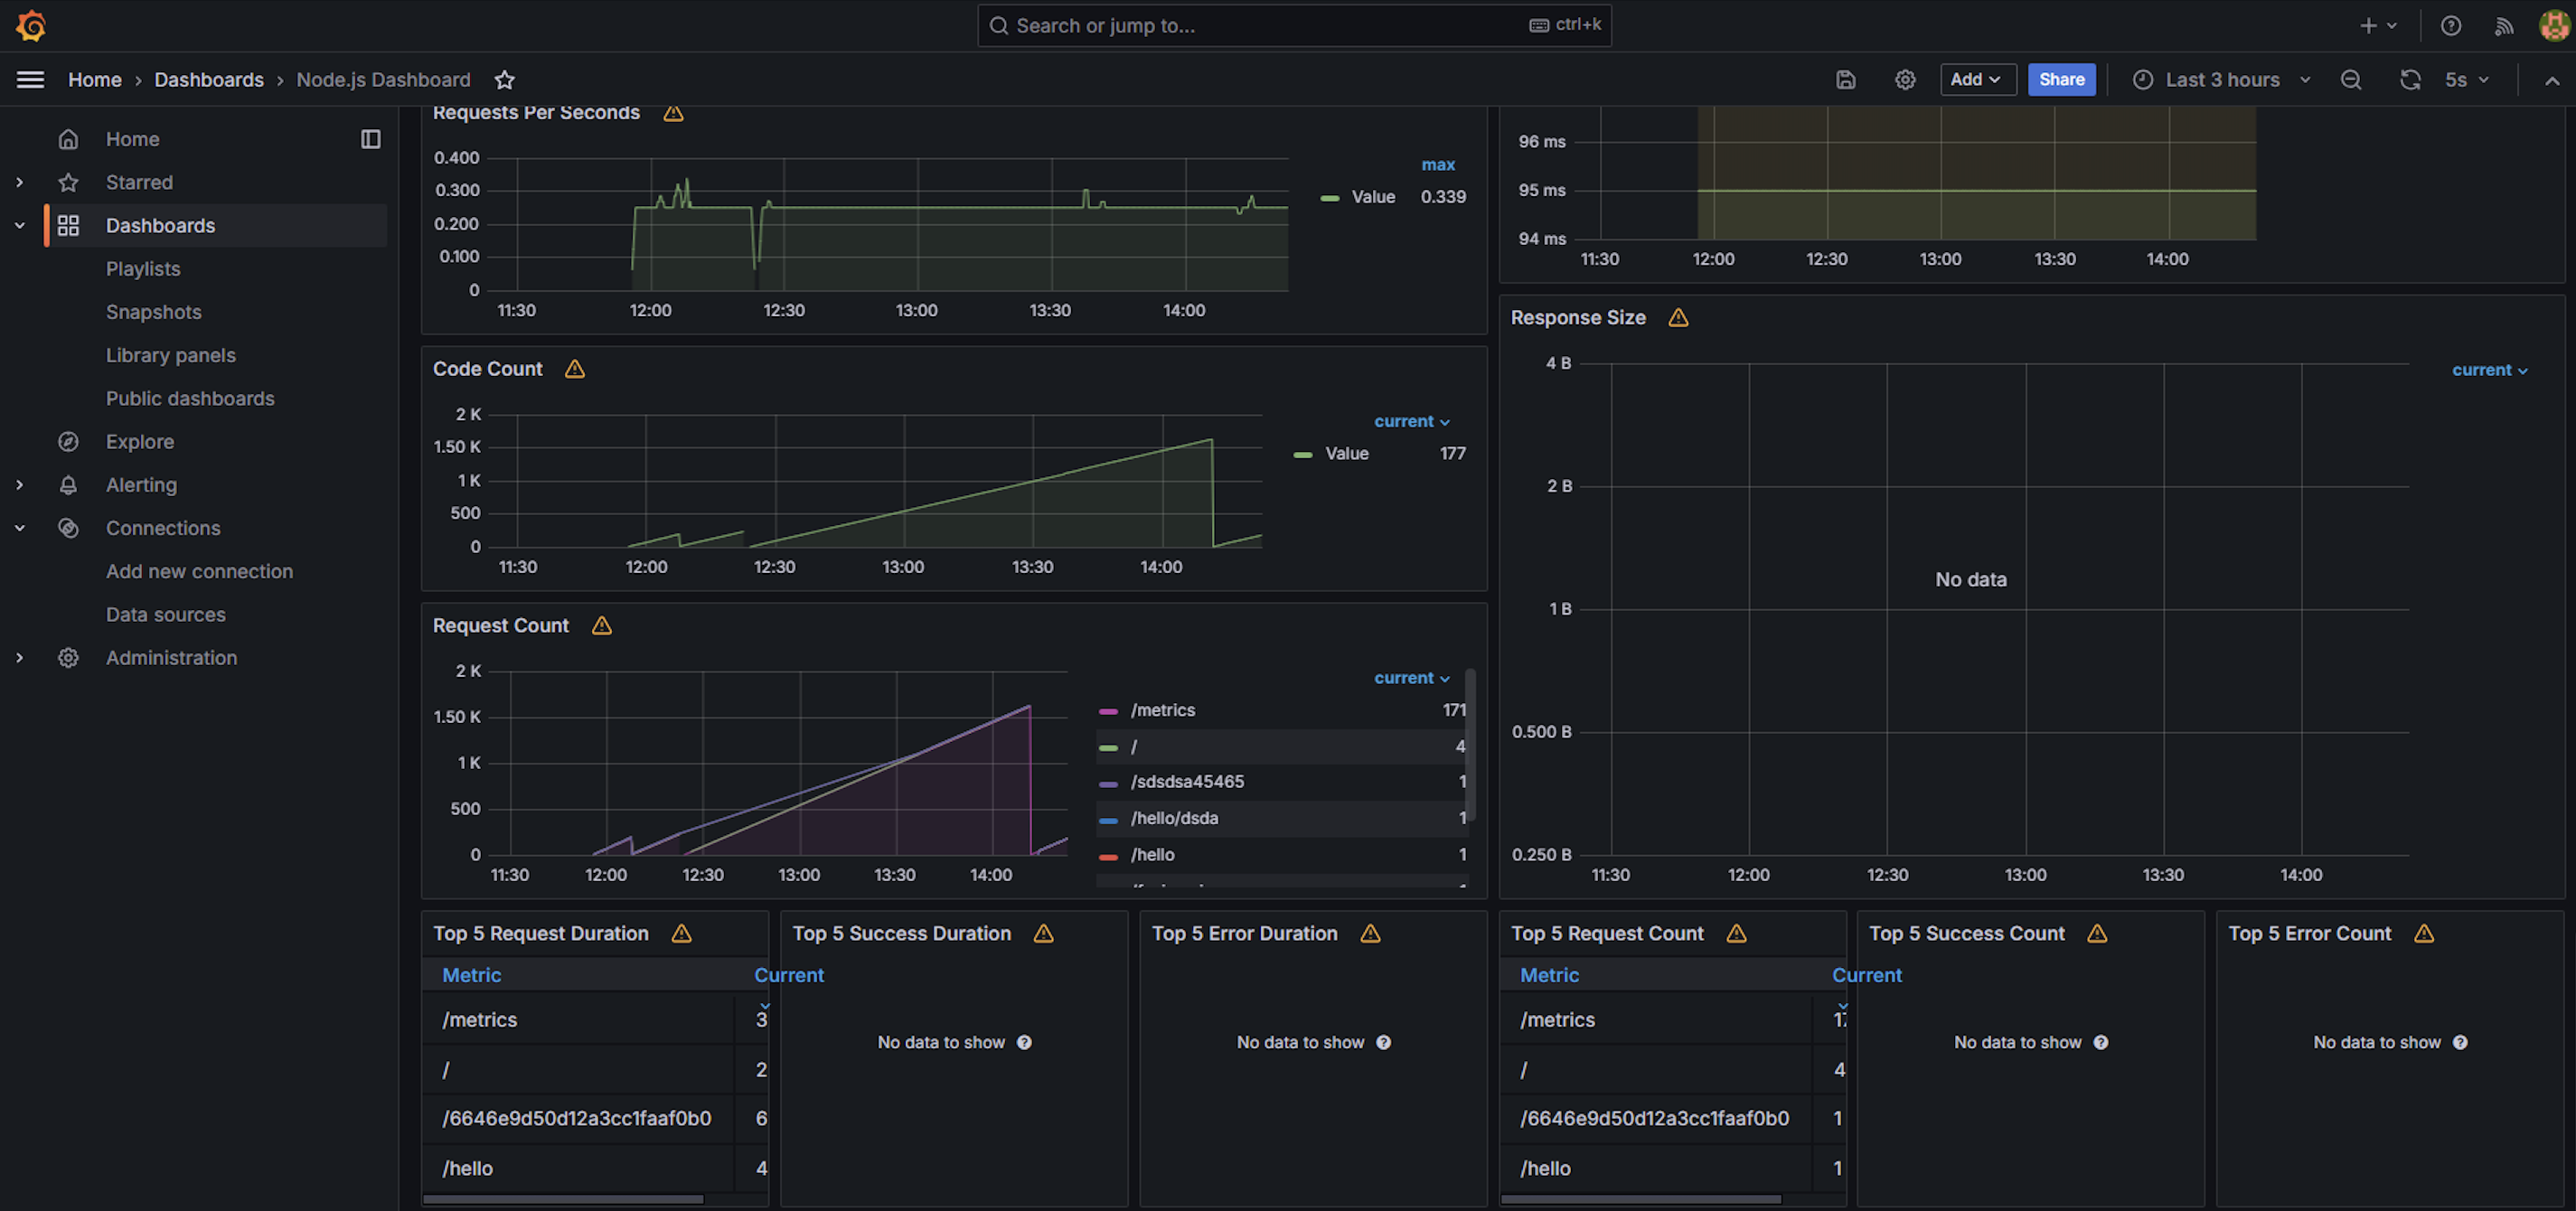 Search or jump to...
ctrl+k
Home › Dashboards › Node.js Dashboard
Add
Share
Last 3 hours
5s
Home
Starred
Dashboards
Playlists
Snapshots
Library panels
Public dashboards
Explore
Alerting
Connections
Add new connection
Data sources
Administration
Requests Per Seconds
0.400
0.300
0.200
0.100
0
11:30 12:00 12:30 13:00 13:30 14:00
max
Value 0.339
96 ms
95 ms
94 ms
11:30 12:00 12:30 13:00 13:30 14:00
Code Count
2 K
1.50 K
1 K
500
0
11:30 12:00 12:30 13:00 13:30 14:00
current
Value 177
Response Size
4 B
2 B
1 B
0.500 B
0.250 B
11:30 12:00 12:30 13:00 13:30 14:00
No data
current
Request Count
2 K
1.50 K
1 K
500
0
11:30 12:00 12:30 13:00 13:30 14:00
current
/metrics 171
/ 4
/sdsdsa45465 1
/hello/dsda 1
/hello 1
Top 5 Request Duration
Metric Current
/metrics 3
/ 2
/6646e9d50d12a3cc1faaf0b0 6
/hello 4
Top 5 Success Duration
No data to show
Top 5 Error Duration
No data to show
Top 5 Request Count
Metric Current
/metrics 17
/ 4
/6646e9d50d12a3cc1faaf0b0 1
/hello 1
Top 5 Success Count
No data to show
Top 5 Error Count
No data to show